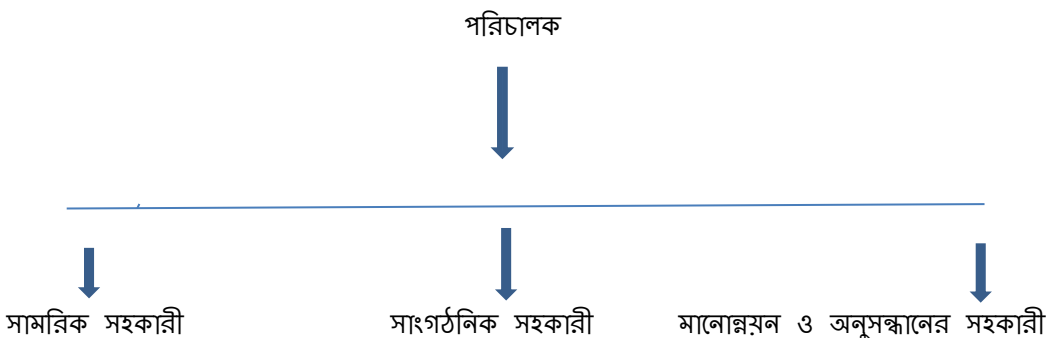 পরিচালক
সামরিক সহকারী সাংগঠনিক সহকারী মানোন্নয়ন ও অনুসন্ধানের সহকারী